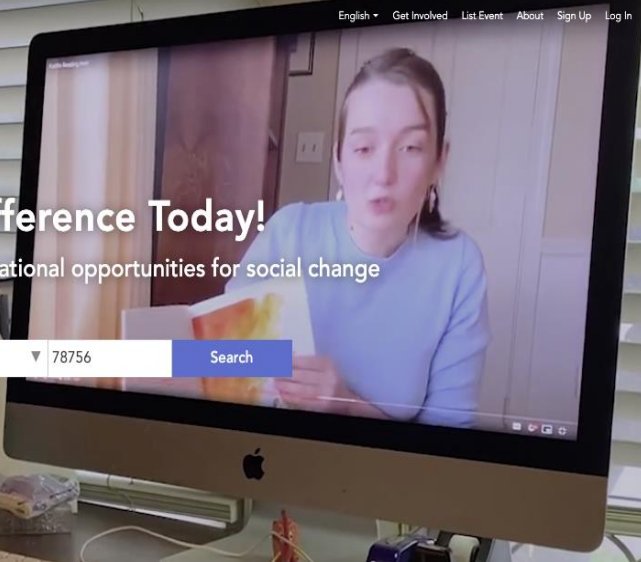 English
Get Involved
List Event
About
Sign Up
Log In
fference Today!
ational opportunities for social change
78756
Search